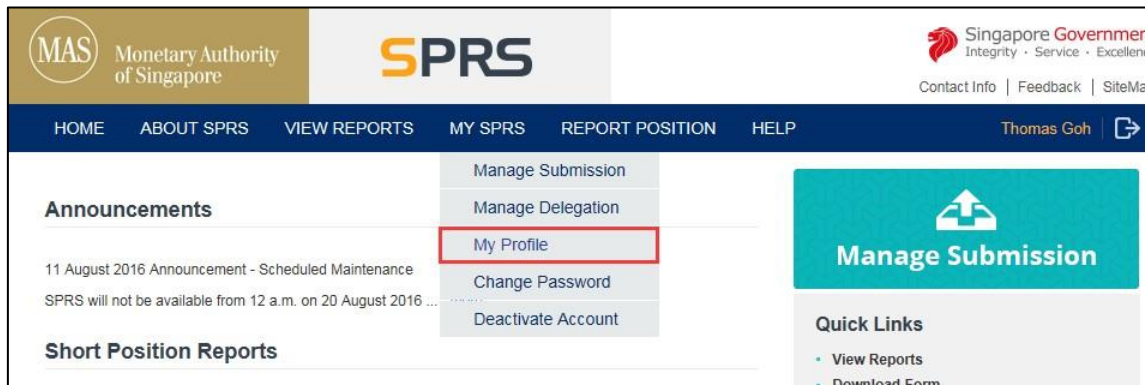 MAS
Monetary Authority
of Singapore
SPRS
Singapore Governmen
Integrity · Service · Excellenc
Contact Info | Feedback | SiteMa
HOME ABOUT SPRS VIEW REPORTS MY SPRS REPORT POSITION HELP Thomas Goh
Manage Submission
Manage Delegation
My Profile
Change Password
Deactivate Account
Announcements
11 August 2016 Announcement - Scheduled Maintenance
SPRS will not be available from 12 a.m. on 20 August 2016 ...
Short Position Reports
Manage Submission
Quick Links
• View Reports
• Download Form